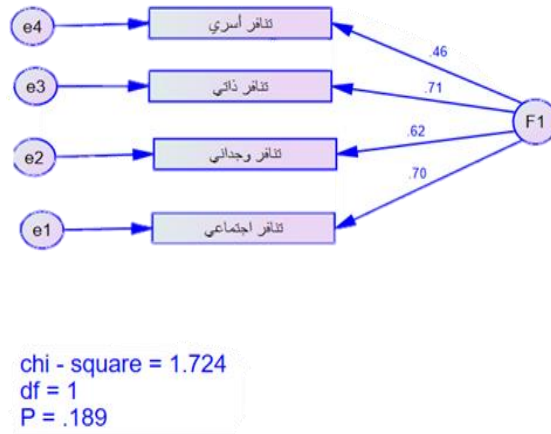 e4
تنافر أسري
.46
e3
تنافر ذاتي
.71
F1
e2
تنافر وجداني
.62
e1
تنافر اجتماعي
.70
chi - square = 1.724
df = 1
P = .189